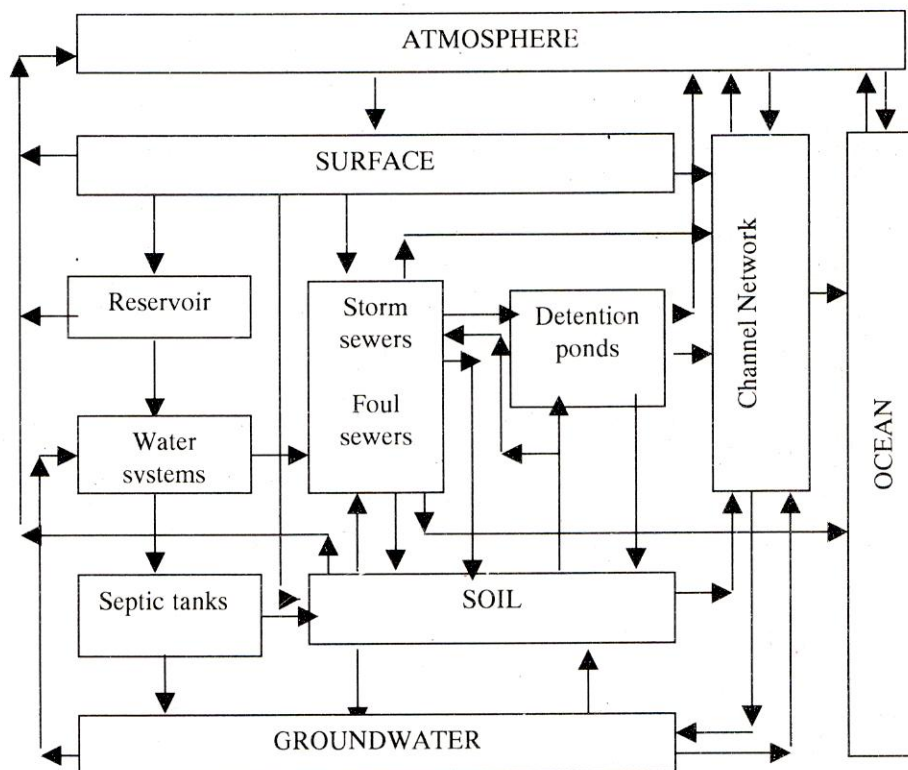 ATMOSPHERE
SURFACE
Reservoir
Storm
sewers
Foul
sewers
Detention
ponds
Channel Network
OCEAN
Water
systems
Septic tanks
SOIL
GROUNDWATER